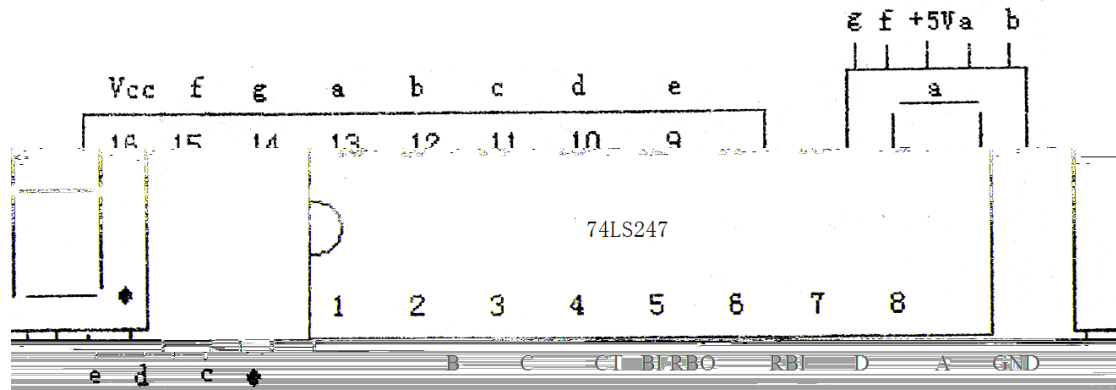 g f +5V a b
Vcc f g a b c d e
a
16 15 14 13 12 11 10 9
74LS247
1 2 3 4 5 6 7 8
B C CT BI/RBO RBI D A GND
e d c